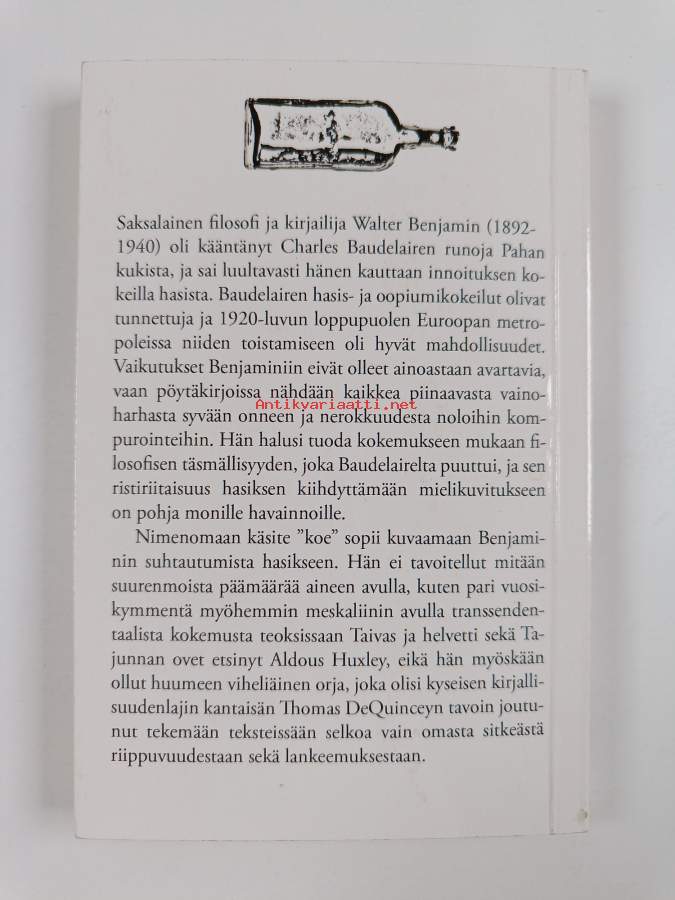 Saksalainen filosofi ja kirjailija Walter Benjamin (1892-
1940) oli kääntänyt Charles Baudelairen runoja Pahan
kukista, ja sai luultavasti hänen kauttaan innoituksen ko-
keilla hasista. Baudelairen hasis- ja oopiumikokeilut olivat
tunnettuja ja 1920-luvun loppupuolen Euroopan metro-
poleissa niiden toistamiseen oli hyvät mahdollisuudet.
Vaikutukset Benjaminiin eivät olleet ainoastaan avartavia,
vaan pöytäkirjoissa nähdään kaikkea piinaavasta vaino-
Antikvariaatti.net
harhasta syvään onneen ja nerokkuudesta noloihin kom-
purointeihin. Hän halusi tuoda kokemukseen mukaan fi-
losofisen täsmällisyyden, joka Baudelairelta puuttui, ja sen
ristiriitaisuus hasiksen kiihdyttämään mielikuvitukseen
on pohja monille havainnoille.
Nimenomaan käsite ”koe” sopii kuvaamaan Benjami-
nin suhtautumista hasikseen. Hän ei tavoitellut mitään
suurenmoista päämäärää aineen avulla, kuten pari vuosi-
kymmentä myöhemmin meskaliinin avulla transsenden-
taalista kokemusta teoksissaan Taivas ja helvetti sekä Ta-
junnan ovet etsinyt Aldous Huxley, eikä hän myöskään
ollut huumeen viheliäinen orja, joka olisi kyseisen kirjalli-
suudenlajin kantaisän Thomas DeQuinceyn tavoin joutu-
nut tekemään teksteissään selkoa vain omasta sitkeästä
riippuvuudestaan sekä lankeemuksestaan.